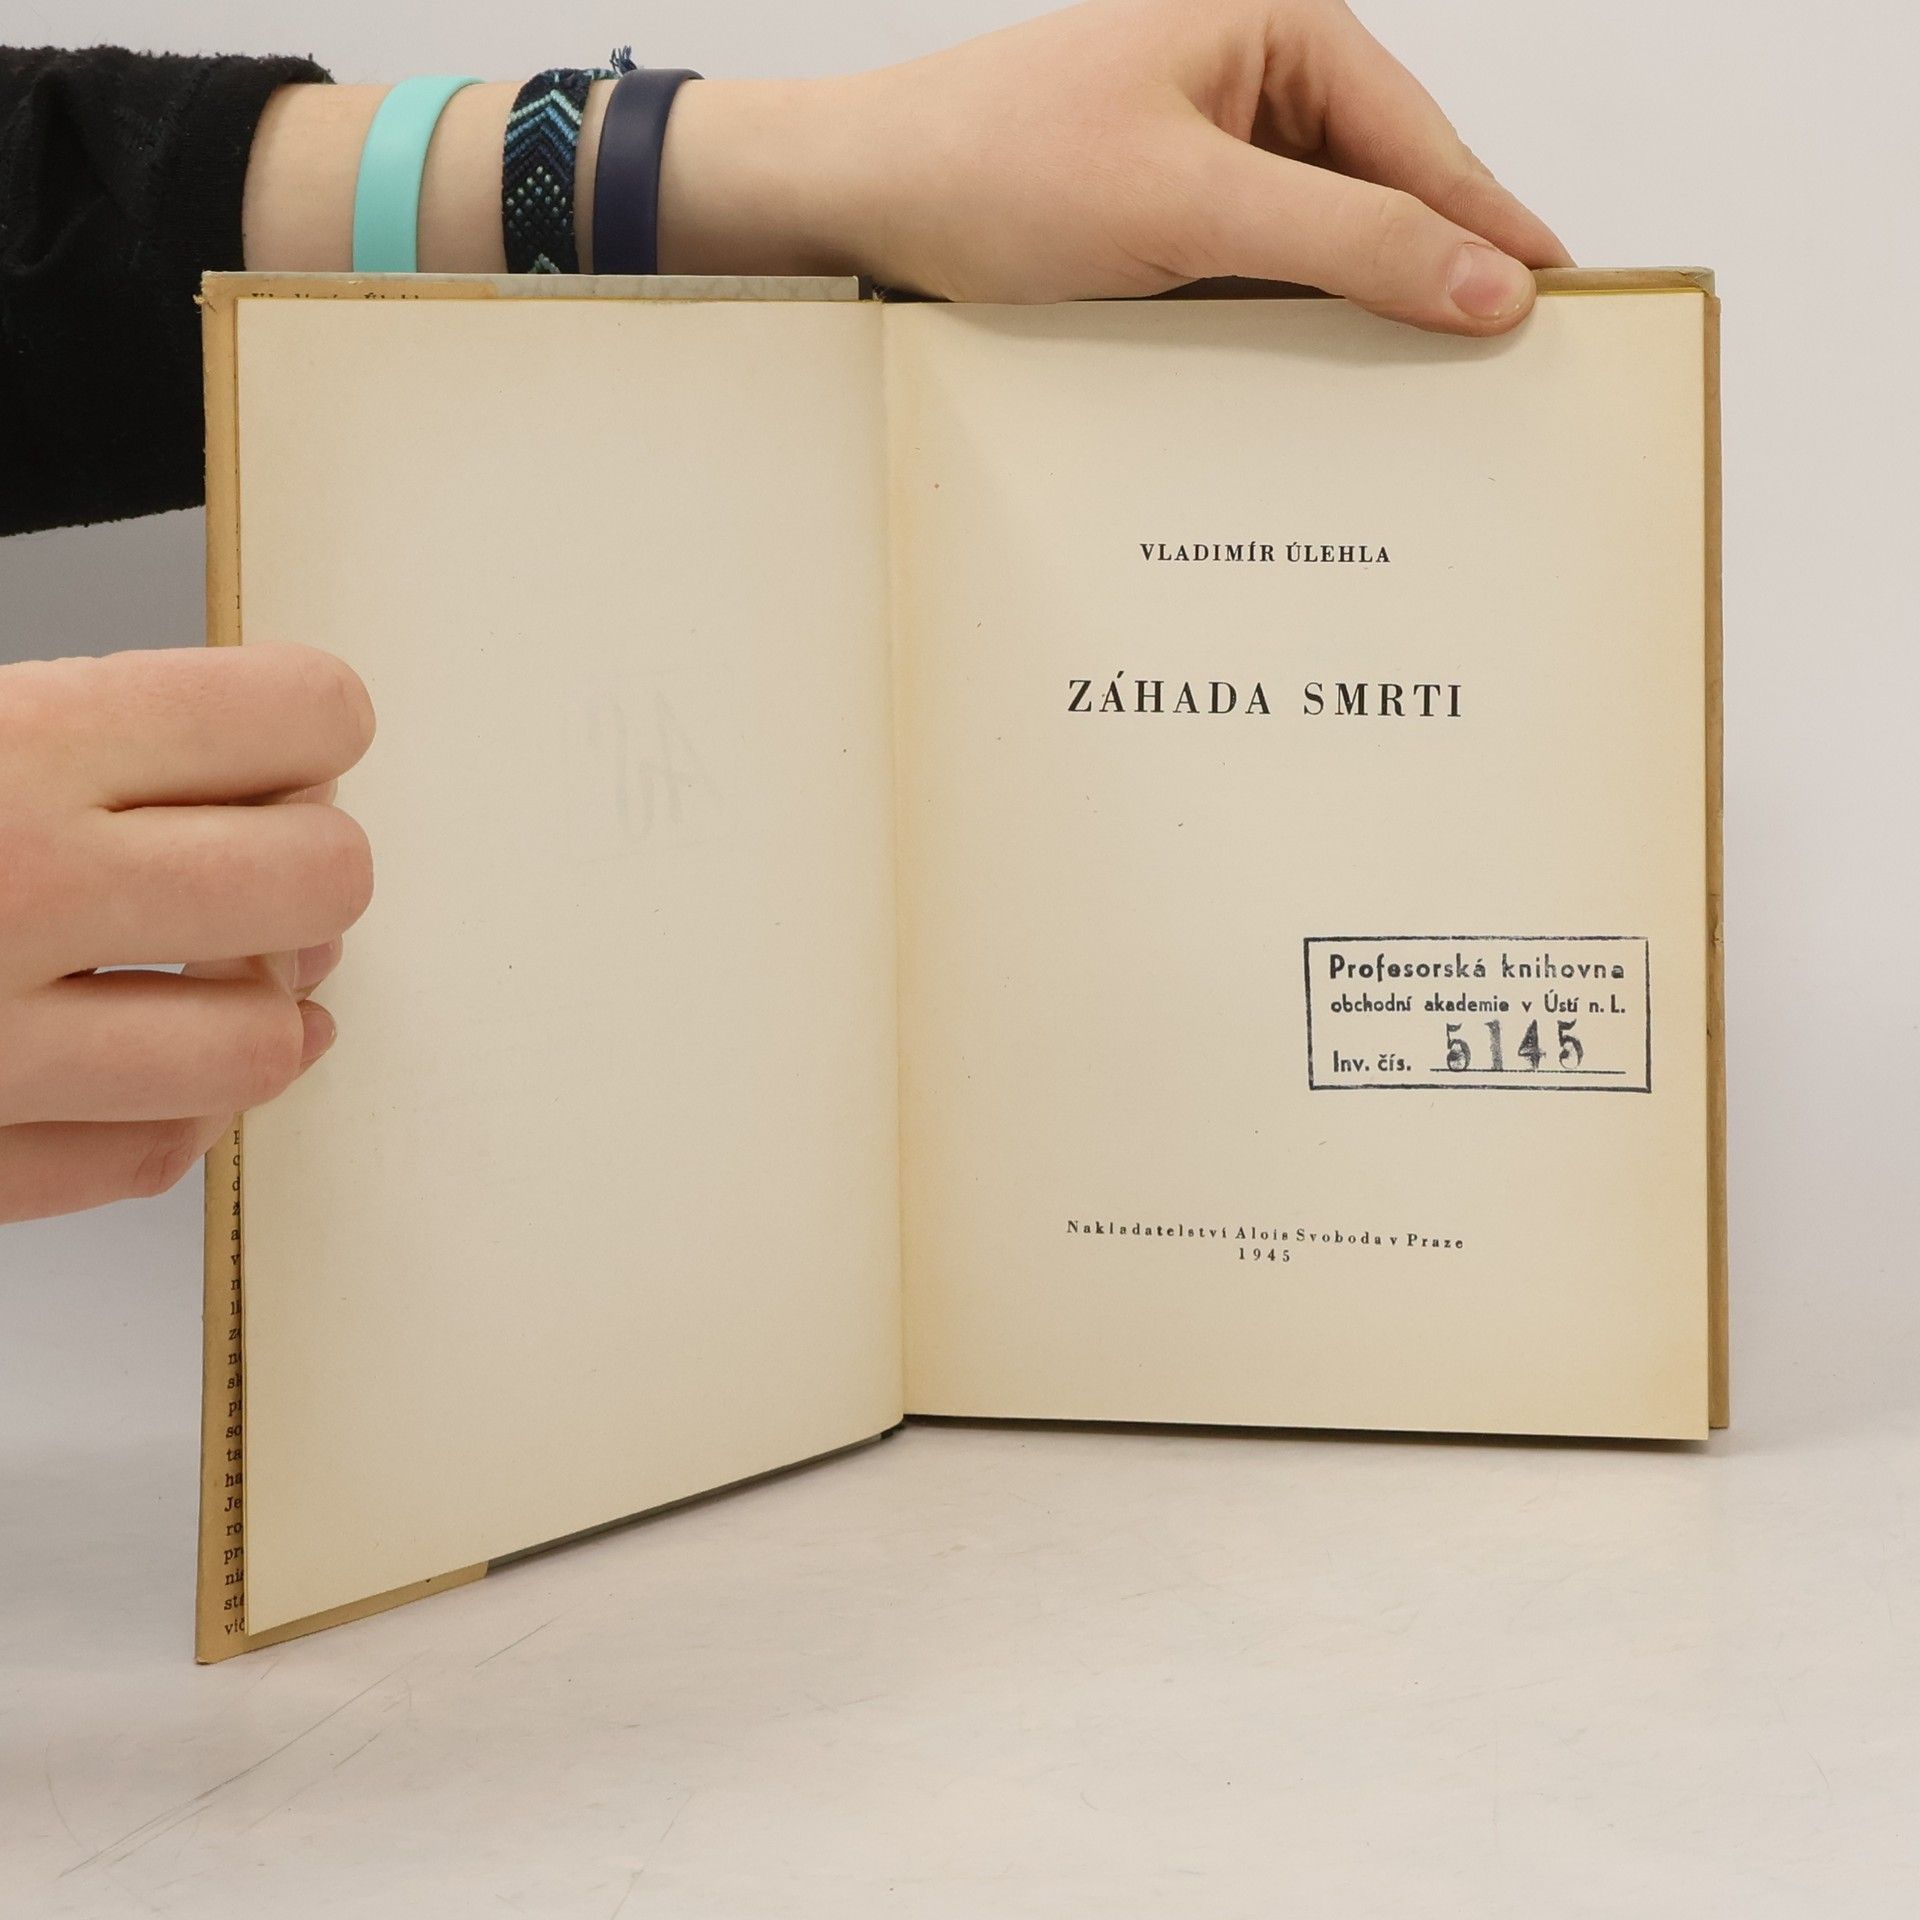 VLADIMÍR ÚLEHLA
ZÁHADA SMRTI
Profesorská knihovna
obchodní akademie v Ústí n. L.
Inv. čís. 5145
Nakladatelství Alois Svoboda v Praze
1945